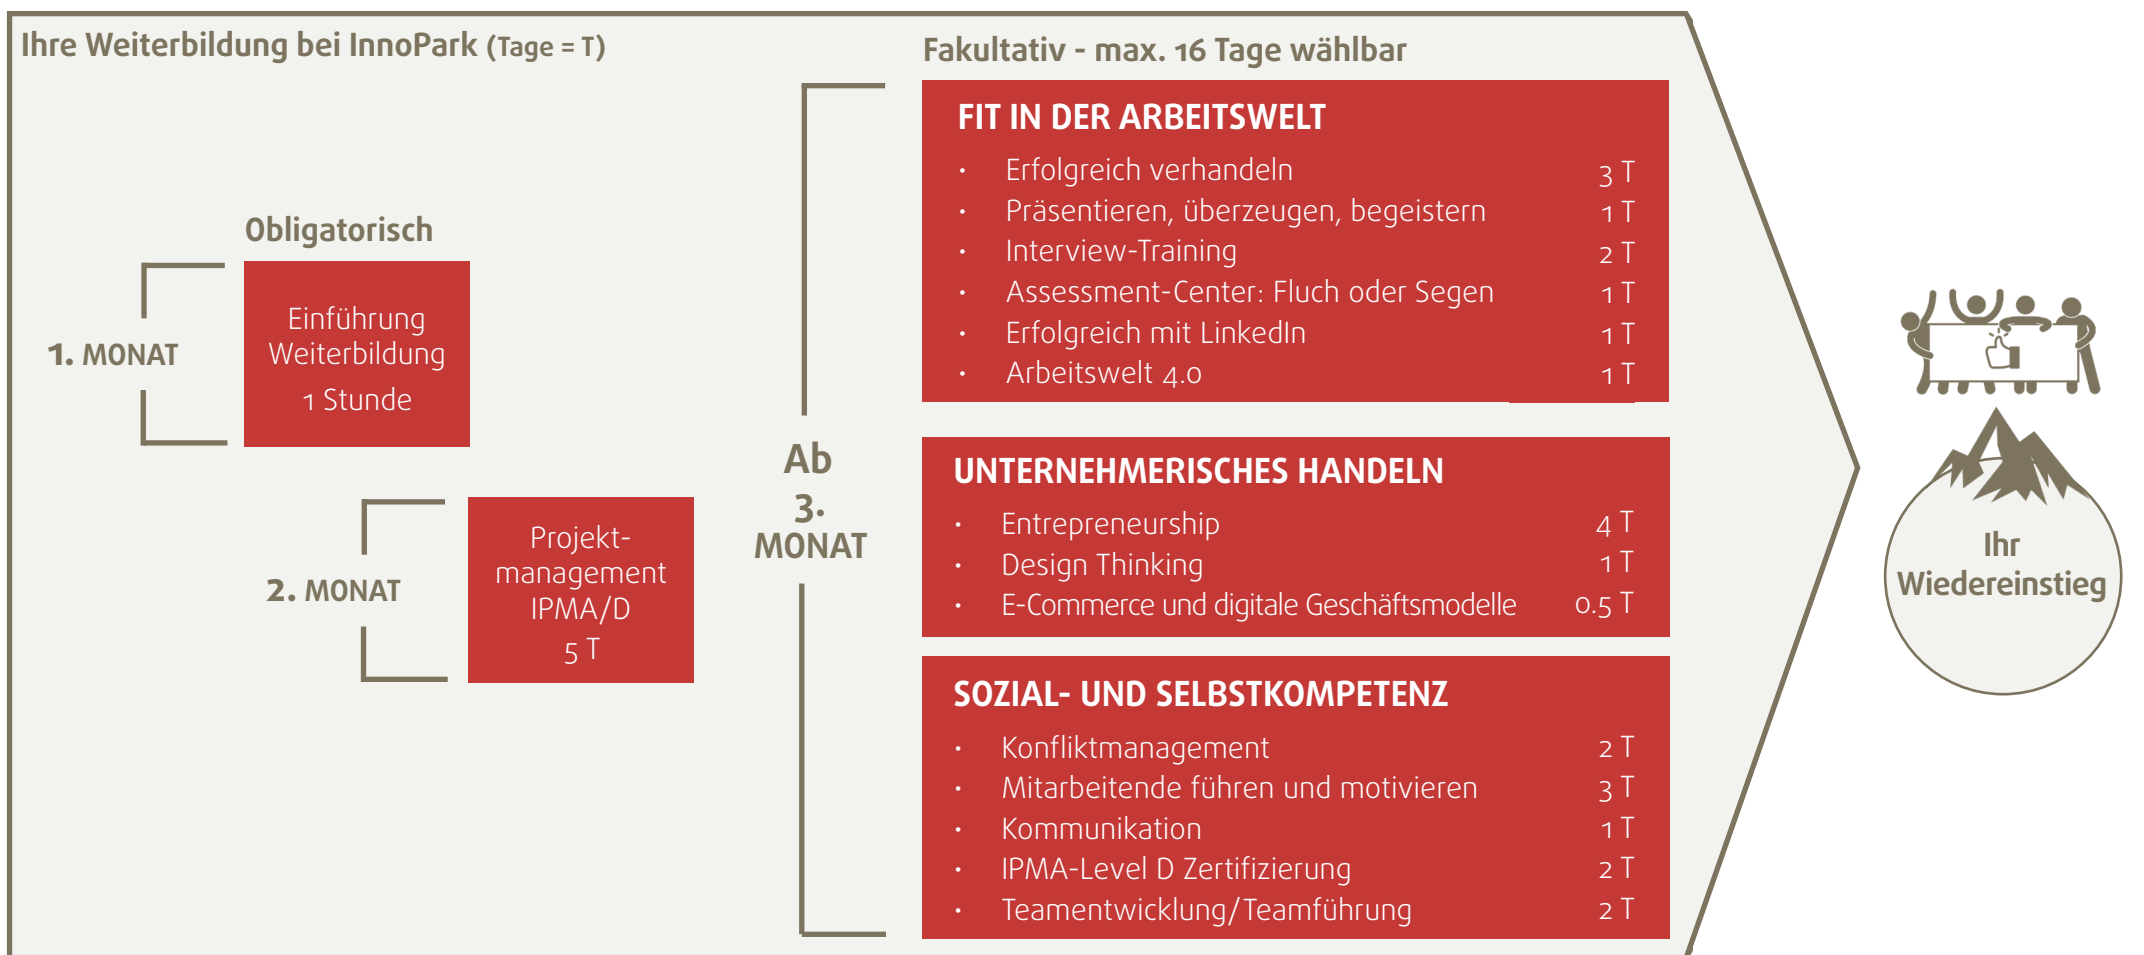 Ihre Weiterbildung bei InnoPark (Tage = T)
Obligatorisch
1. MONAT
Einführung
Weiterbildung
1 Stunde
2. MONAT
Projekt-
management
IPMA/D
5 T
Ab
3.
MONAT
Fakultativ - max. 16 Tage wählbar
FIT IN DER ARBEITSWELT
• Erfolgreich verhandeln 3 T
• Präsentieren, überzeugen, begeistern 1 T
• Interview-Training 2 T
• Assessment-Center: Fluch oder Segen 1 T
• Erfolgreich mit LinkedIn 1 T
• Arbeitswelt 4.0 1 T
UNTERNEHMERISCHES HANDELN
• Entrepreneurship 4 T
• Design Thinking 1 T
• E-Commerce und digitale Geschäftsmodelle 0.5 T
SOZIAL- UND SELBSTKOMPETENZ
• Konfliktmanagement 2 T
• Mitarbeitende führen und motivieren 3 T
• Kommunikation 1 T
• IPMA-Level D Zertifizierung 2 T
• Teamentwicklung/Teamführung 2 T
Ihr
Wiedereinstieg